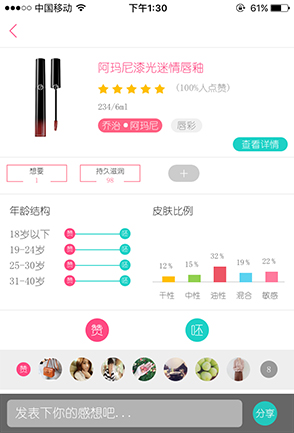 中国移动 下午1:30 61%
阿玛尼漆光迷情唇釉
(100%人点赞)
234/6ml
乔治●阿玛尼 唇彩
查看详情
想要 持久滋润 +
1 98
年龄结构 皮肤比例
18岁以下 赞 呸
19-24岁 赞 呸
25-30岁 赞 呸
31-40岁 赞 呸
12% 15% 32% 19% 22%
干性 中性 油性 混合 敏感
赞 呸
赞 8
发表下你的感想吧... 分享